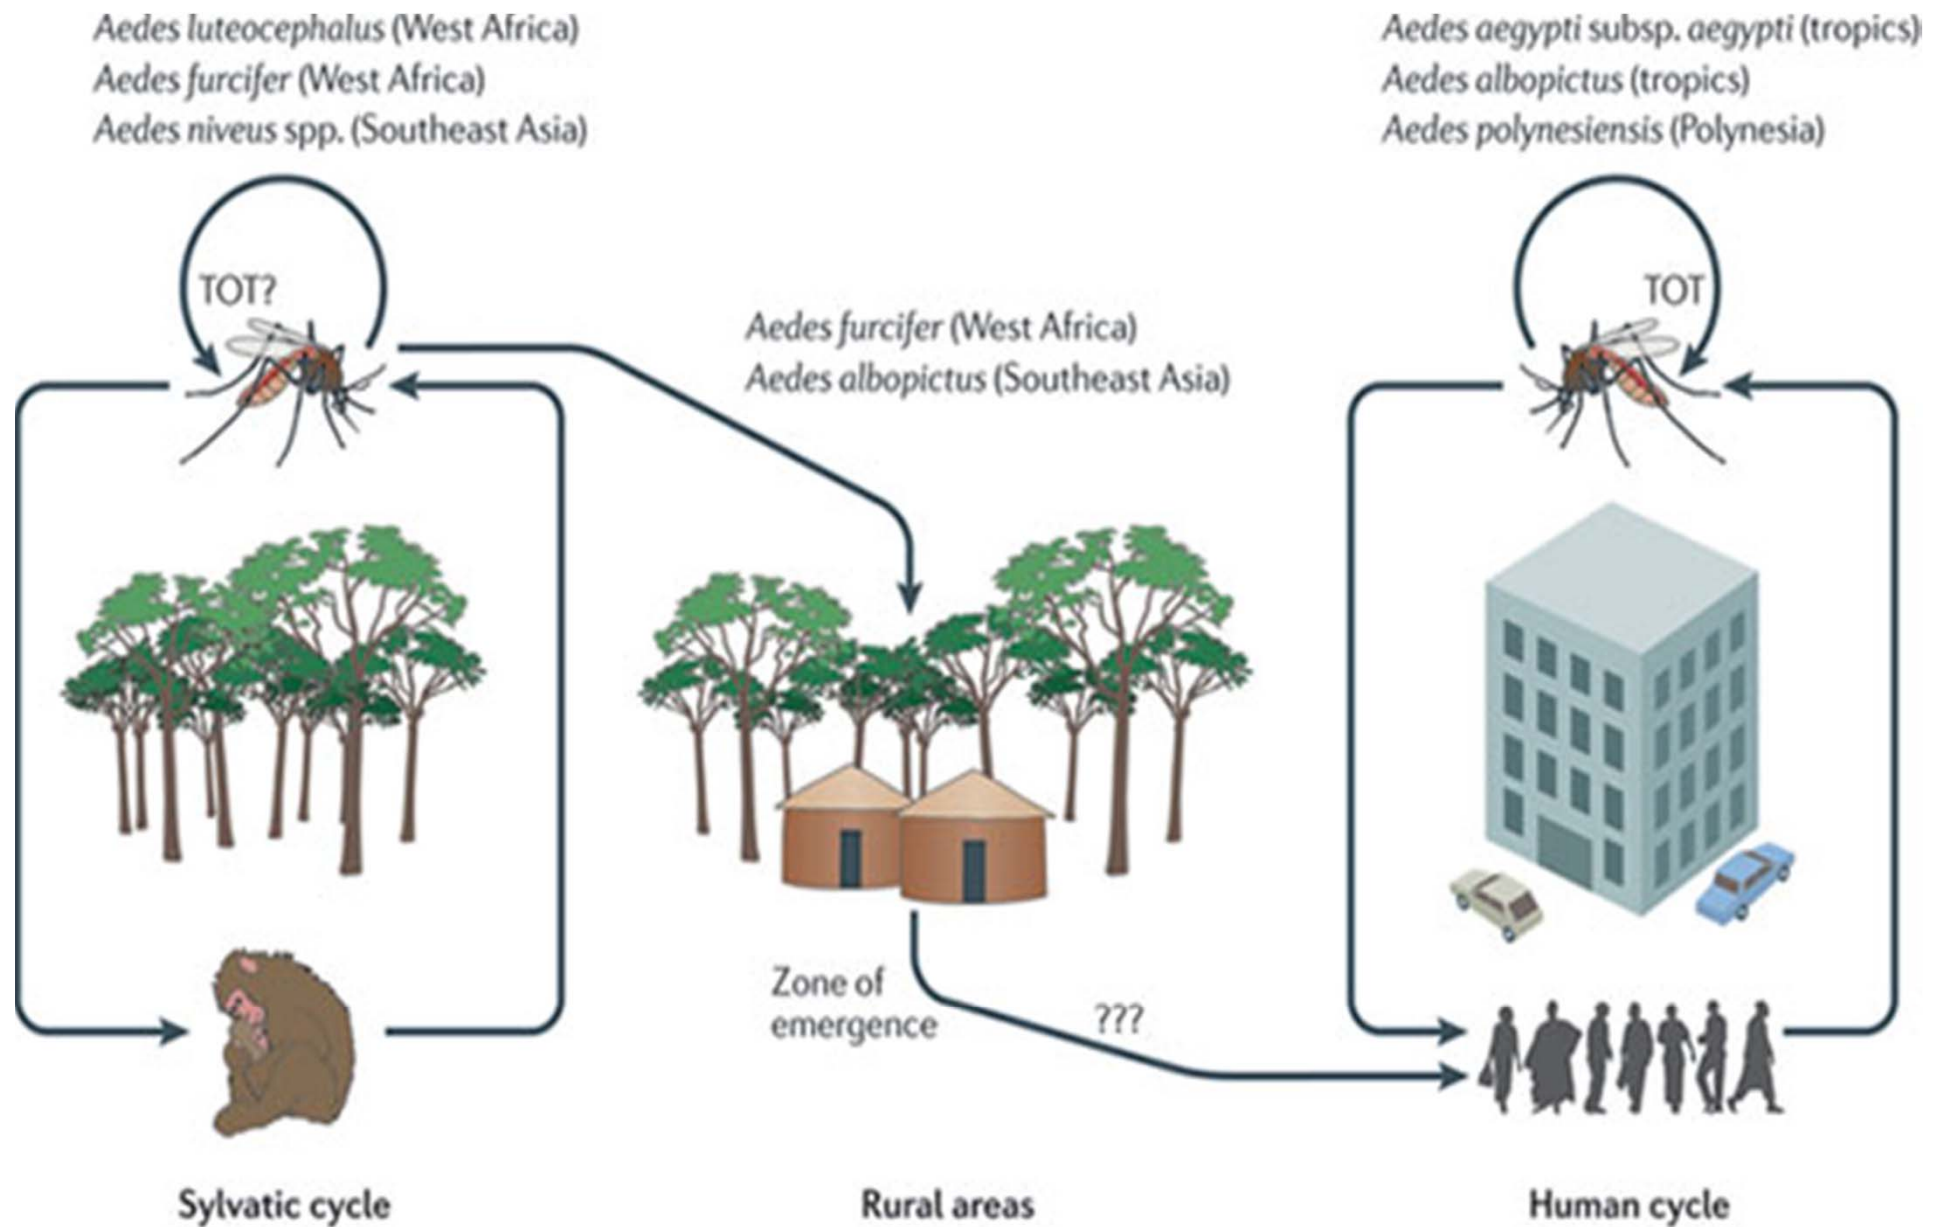 Aedes luteocephalus (West Africa)
Aedes furcifer (West Africa)
Aedes niveus spp. (Southeast Asia)
Aedes aegypti subsp. aegypti (tropics)
Aedes albopictus (tropics)
Aedes polynesiensis (Polynesia)
TOT?
TOT
Aedes furcifer (West Africa)
Aedes albopictus (Southeast Asia)
Zone of
emergence
???
Sylvatic cycle
Rural areas
Human cycle